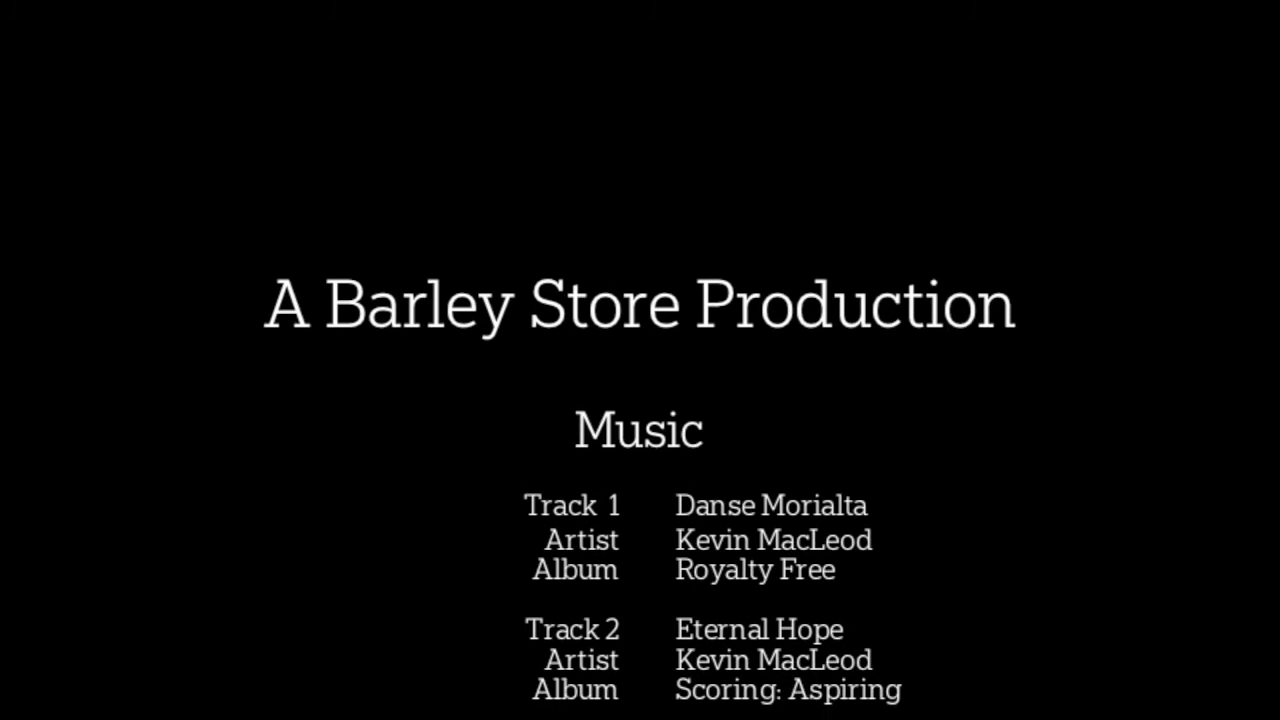 A Barley Store Production
Music
Track 1 Danse Morialta
Artist Kevin MacLeod
Album Royalty Free
Track 2 Eternal Hope
Artist Kevin MacLeod
Album Scoring: Aspiring